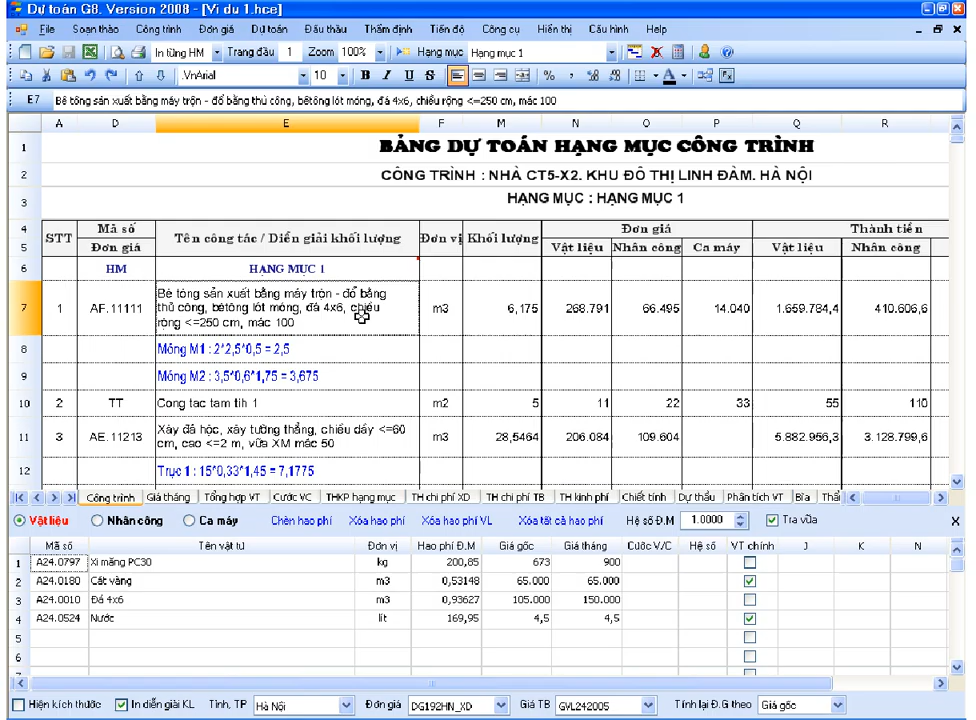 Dự toán G8. Version 2008 - [Vi du 1.hce]
File Soạn thảo Công trình Đơn giá Dự toán Đấu thầu Thẩm định Tiến độ Công cụ Hiển thị Cấu hình Help
In từng HM Trang đầu 1 Zoom 100% Hạng mục Hạng mục 1
.VnArial 10 B I U S %
E7 Bê tông sản xuất bằng máy trộn - đổ bằng thủ công, bêtông lót móng, đá 4x6, chiều rộng <=250 cm, mác 100
A D E F M N O P Q R
1 BẢNG DỰ TOÁN HẠNG MỤC CÔNG TRÌNH
2 CÔNG TRÌNH : NHÀ CT5-X2. KHU ĐÔ THỊ LINH ĐÀM. HÀ NỘI
3 HẠNG MỤC : HẠNG MỤC 1
4 STT Mã số Tên công tác / Diễn giải khối lượng Đơn vị Khối lượng Đơn giá Thành tiền
5 Đơn giá Vật liệu Nhân công Ca máy Vật liệu Nhân công
6 HM HẠNG MỤC 1
7 1 AF.11111 Bê tông sản xuất bằng máy trộn - đổ bằng
thủ công, bêtông lót móng, đá 4x6, chiều
rộng <=250 cm, mác 100 m3 6,175 268.791 66.495 14.040 1.659.784,4 410.606,6
8 Móng M1 : 2*2,5*0,5 = 2,5
9 Móng M2 : 3,5*0,6*1,75 = 3,675
10 2 TT Cong tac tam tih 1 m2 5 11 22 33 55 110
11 3 AE.11213 Xây đá hộc, xây tường thẳng, chiều dầy <=60
cm, cao <=2 m, vữa XM mác 50 m3 28,5464 206.084 109.604 5.882.956,3 3.128.799,6
12 Trục 1 : 15*0,33*1,45 = 7,1775
Công trình Giá tháng Tổng hợp VT Cước VC THKP hạng mục TH chi phí XD TH chi phí TB TH kinh phí Chiết tính Dự thầu Phân tích VT Bìa Thẩ
Vật liệu Nhân công Ca máy Chèn hao phí Xóa hao phí Xóa hao phí VL Xóa tất cả hao phí Hệ số Đ.M 1.0000 Tra vữa x
Mã số Tên vật tư Đơn vị Hao phí Đ.M Giá gốc Giá tháng Cước V/C Hệ số VT chính J K N
1 A24.0797 Xi măng PC30 kg 200,85 673 900
2 A24.0180 Cát vàng m3 0,53148 65.000 65.000
3 A24.0010 Đá 4x6 m3 0,93627 105.000 150.000
4 A24.0524 Nước lít 169,95 4,5 4,5
5
6
Hiện kích thước In diễn giải KL Tỉnh, TP Hà Nội Đơn giá DG192HN_XD Giá TB GVL242005 Tính lại Đ.G theo Giá gốc